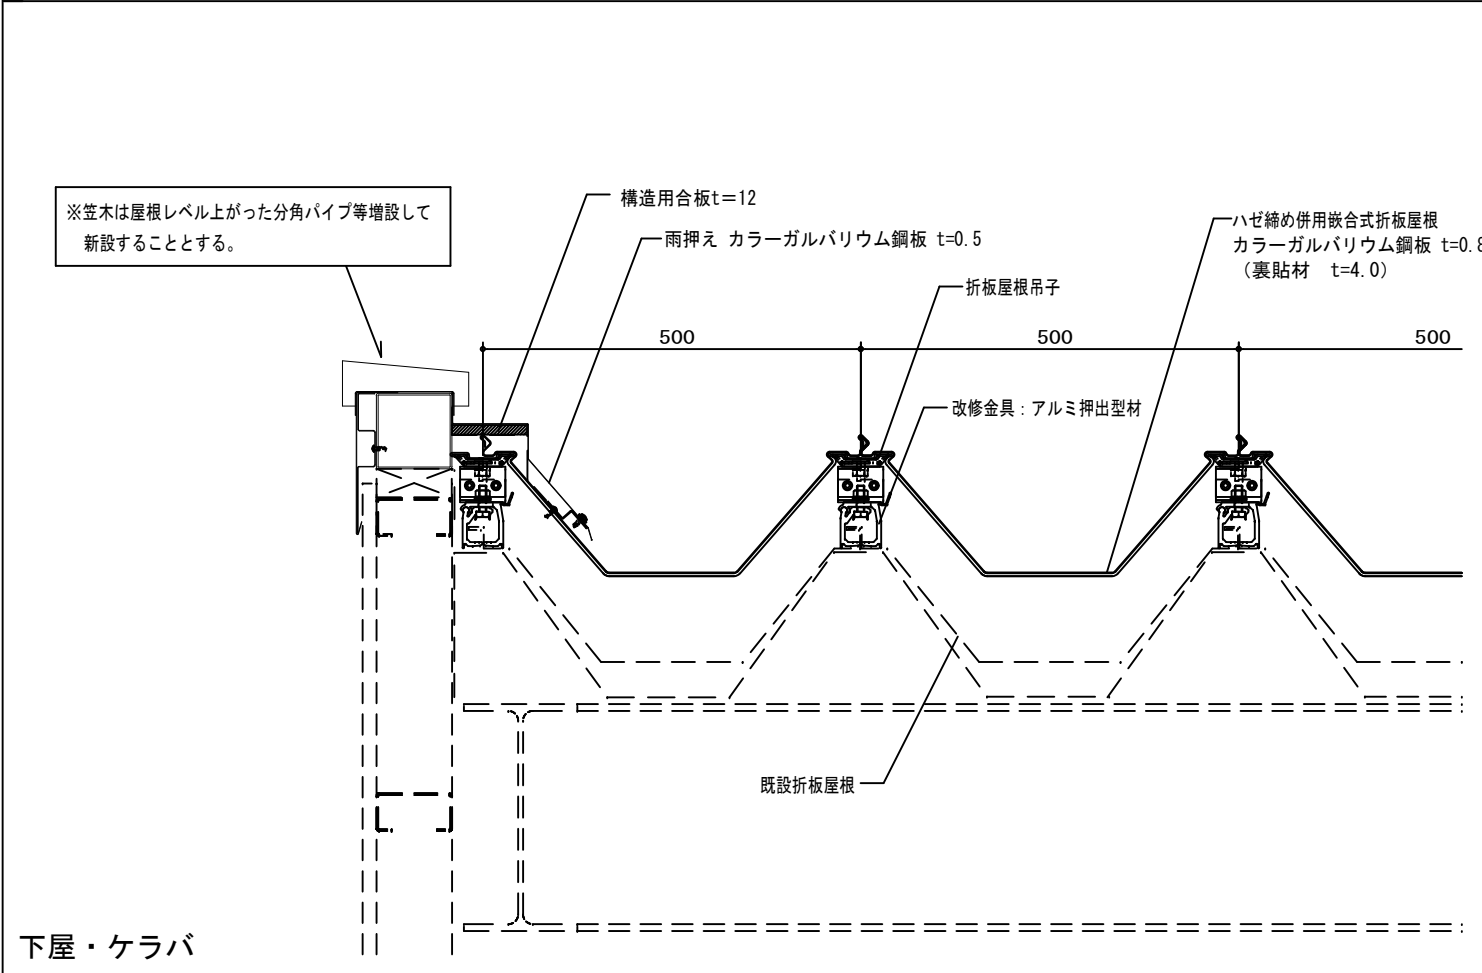 ※笠木は屋根レベル上がった分角パイプ等増設して
新設することとする。
構造用合板t＝12
雨押え カラーガルバリウム鋼板 t=0.5
折板屋根吊子
ハゼ締め併用嵌合式折板屋根
カラーガルバリウム鋼板 t=0.8
（裏貼材　t=4.0）
500
500
500
改修金具：アルミ押出型材
既設折板屋根
下屋・ケラバ